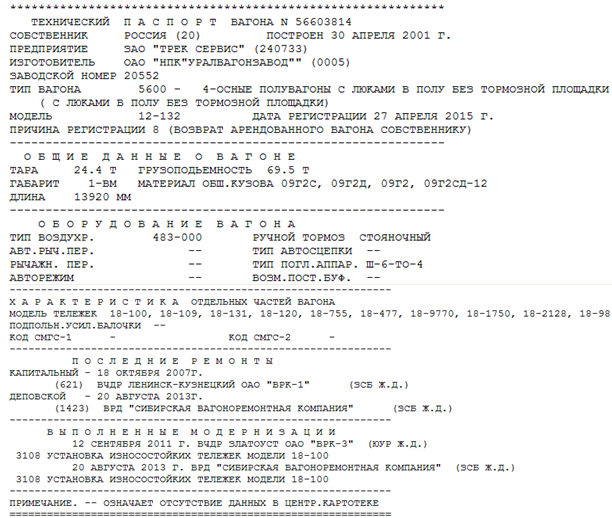 ************************************************************
ТЕХНИЧЕСКИЙ П А С П О Р Т ВАГОНА N 56603814
СОБСТВЕННИК РОССИЯ (20) ПОСТРОЕН 30 АПРЕЛЯ 2001 Г.
ПРЕДПРИЯТИЕ ЗАО "ТРЕК СЕРВИС" (240733)
ИЗГОТОВИТЕЛЬ ОАО "НПК"УРАЛВАГОНЗАВОД"" (0005)
ЗАВОДСКОЙ НОМЕР 20552
ТИП ВАГОНА 5600 - 4-ОСНЫЕ ПОЛУВАГОНЫ С ЛЮКАМИ В ПОЛУ БЕЗ ТОРМОЗНОЙ ПЛОЩАДКИ
( С ЛЮКАМИ В ПОЛУ БЕЗ ТОРМОЗНОЙ ПЛОЩАДКИ)
МОДЕЛЬ 12-132 ДАТА РЕГИСТРАЦИИ 27 АПРЕЛЯ 2015 Г.
ПРИЧИНА РЕГИСТРАЦИИ 8 (ВОЗВРАТ АРЕНДОВАННОГО ВАГОНА СОБСТВЕННИКУ)
------------------------------------------------------------
О Б Щ И Е Д А Н Н Ы Е О В А Г О Н Е
ТАРА 24.4 Т ГРУЗОПОДЬЕМНОСТЬ 69.5 Т
ГАБАРИТ 1-ВМ МАТЕРИАЛ ОБШ.КУЗОВА 09Г2С, 09Г2Д, 09Г2, 09Г2СД-12
ДЛИНА 13920 ММ
------------------------------------------------------------
О Б О Р У Д О В А Н И Е В А Г О Н А
ТИП ВОЗДУХР. 483-000 РУЧНОЙ ТОРМОЗ СТОЯНОЧНЫЙ
АВТ.РЫЧ.ПЕР. -- ТИП АВТОСЦЕПКИ --
РЫЧАЖН. ПЕР. -- ТИП ПОГЛ.АППАР. Ш-6-ТО-4
АВТОРЕЖИМ -- ВОЗМ.ПОСТ.БУФ. --
------------------------------------------------------------
Х А Р А К Т Е Р И С Т И К А ОТДЕЛЬНЫХ ЧАСТЕЙ ВАГОНА
МОДЕЛЬ ТЕЛЕЖЕК 18-100, 18-109, 18-131, 18-120, 18-755, 18-477, 18-9770, 18-1750, 18-2128, 18-98
ПОДПОЛЬН.УСИЛ.БАЛОЧКИ --
КОД СМГС-1 - КОД СМГС-2 -
------------------------------------------------------------
П О С Л Е Д Н И Е Р Е М О Н Т Ы
КАПИТАЛЬНЫЙ - 18 ОКТЯБРЯ 2007Г.
(621) ВЧДР ЛЕНИНСК-КУЗНЕЦКИЙ ОАО "ВРК-1" (ЗСБ Ж.Д.)
ДЕПОВСКОЙ - 20 АВГУСТА 2013Г.
(1423) ВРД "СИБИРСКАЯ ВАГОНОРЕМОНТНАЯ КОМПАНИЯ" (ЗСБ Ж.Д.)
------------------------------------------------------------
В Ы П О Л Н Е Н Н Ы Е М О Д Е Р Н И З А Ц И И
12 СЕНТЯБРЯ 2011 Г. ВЧДР ЗЛАТОУСТ ОАО "ВРК-3" (ЮУР Ж.Д.)
3108 УСТАНОВКА ИЗНОСОСТОЙКИХ ТЕЛЕЖЕК МОДЕЛИ 18-100
20 АВГУСТА 2013 Г. ВРД "СИБИРСКАЯ ВАГОНОРЕМОНТНАЯ КОМПАНИЯ" (ЗСБ Ж.Д.)
3108 УСТАНОВКА ИЗНОСОСТОЙКИХ ТЕЛЕЖЕК МОДЕЛИ 18-100
------------------------------------------------------------
ПРИМЕЧАНИЕ. -- ОЗНАЧАЕТ ОТСУТСТВИЕ ДАННЫХ В ЦЕНТР.КАРТОТЕКЕ
============================================================